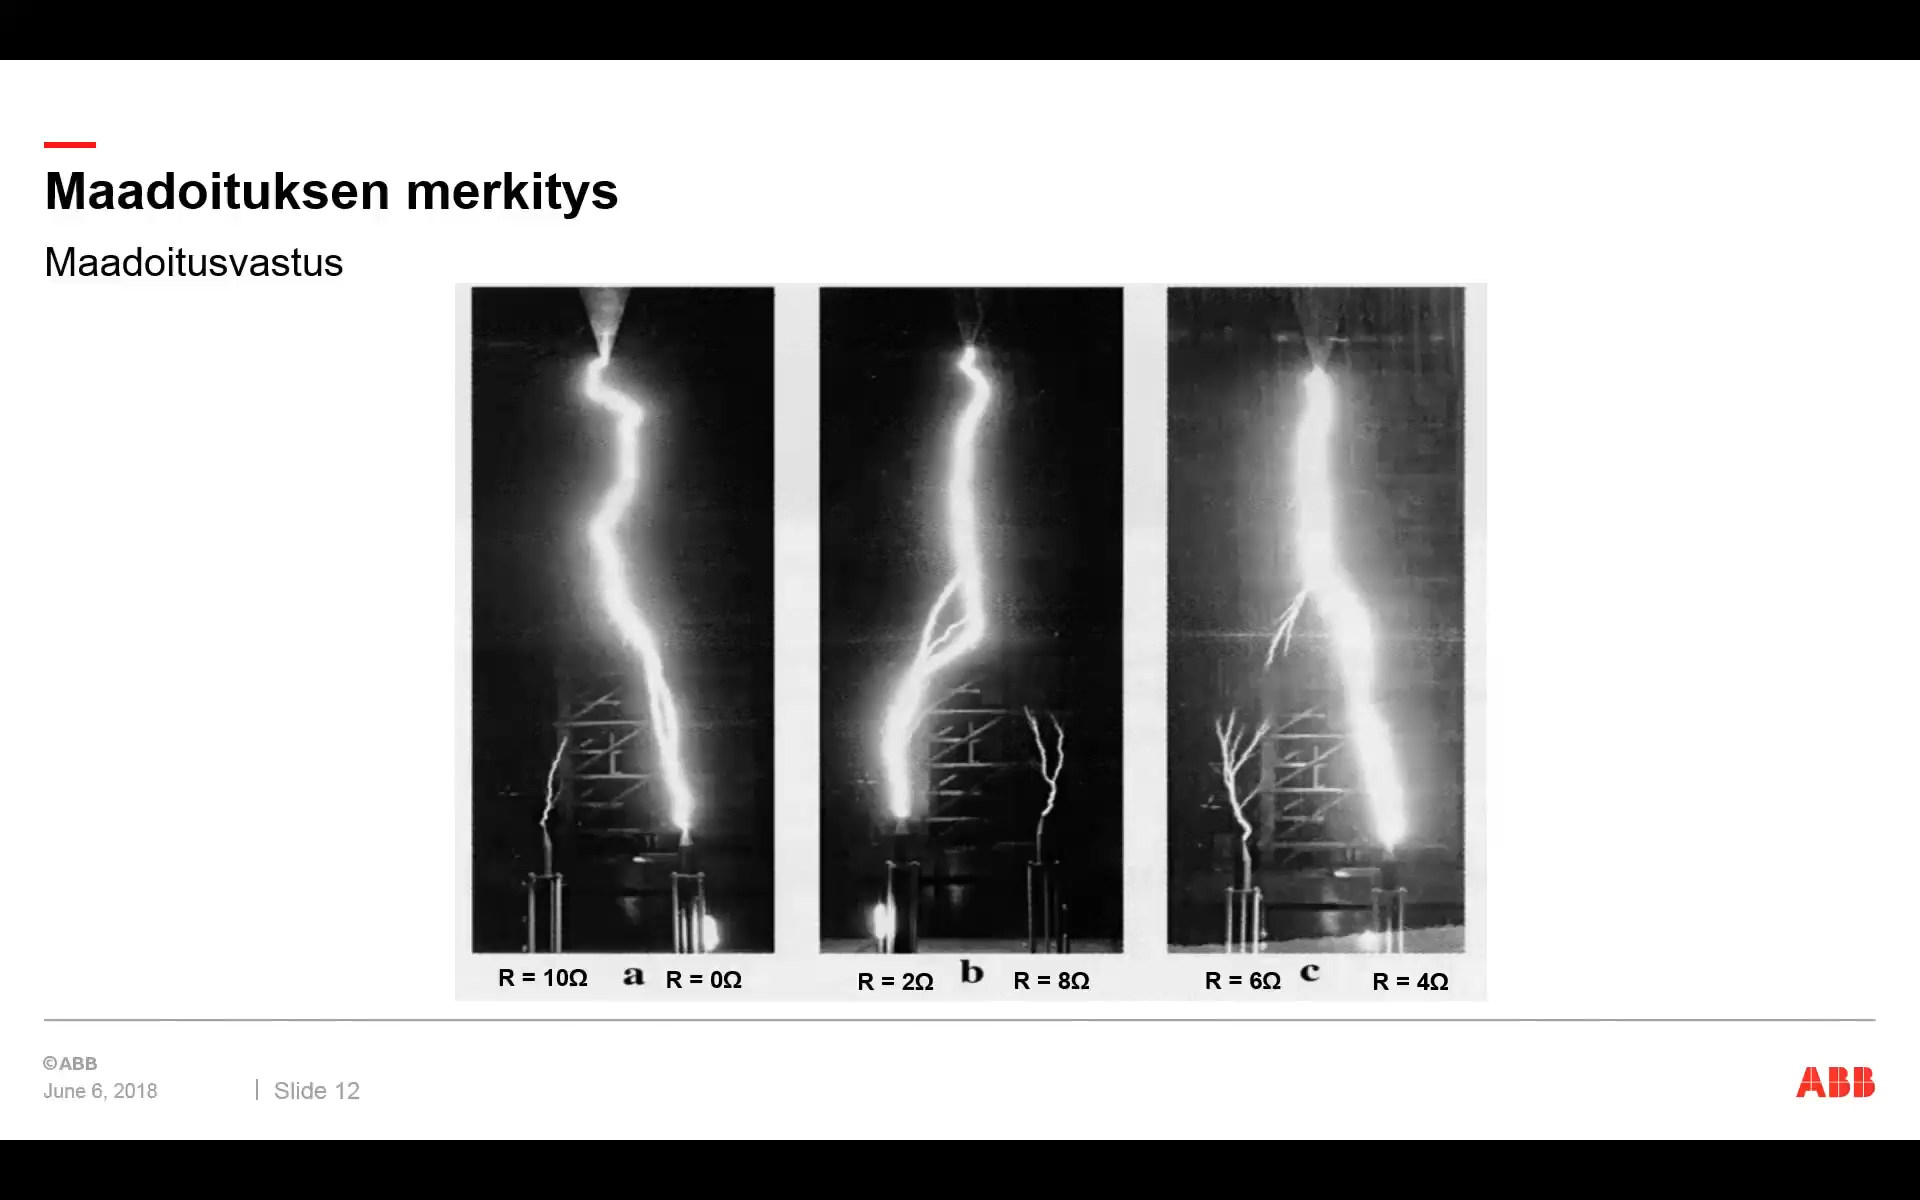 Maadoituksen merkitys
Maadoitusvastus
R = 10Ω a R = 0Ω
R = 2Ω b R = 8Ω
R = 6Ω c R = 4Ω
©ABB
June 6, 2018 | Slide 12
ABB